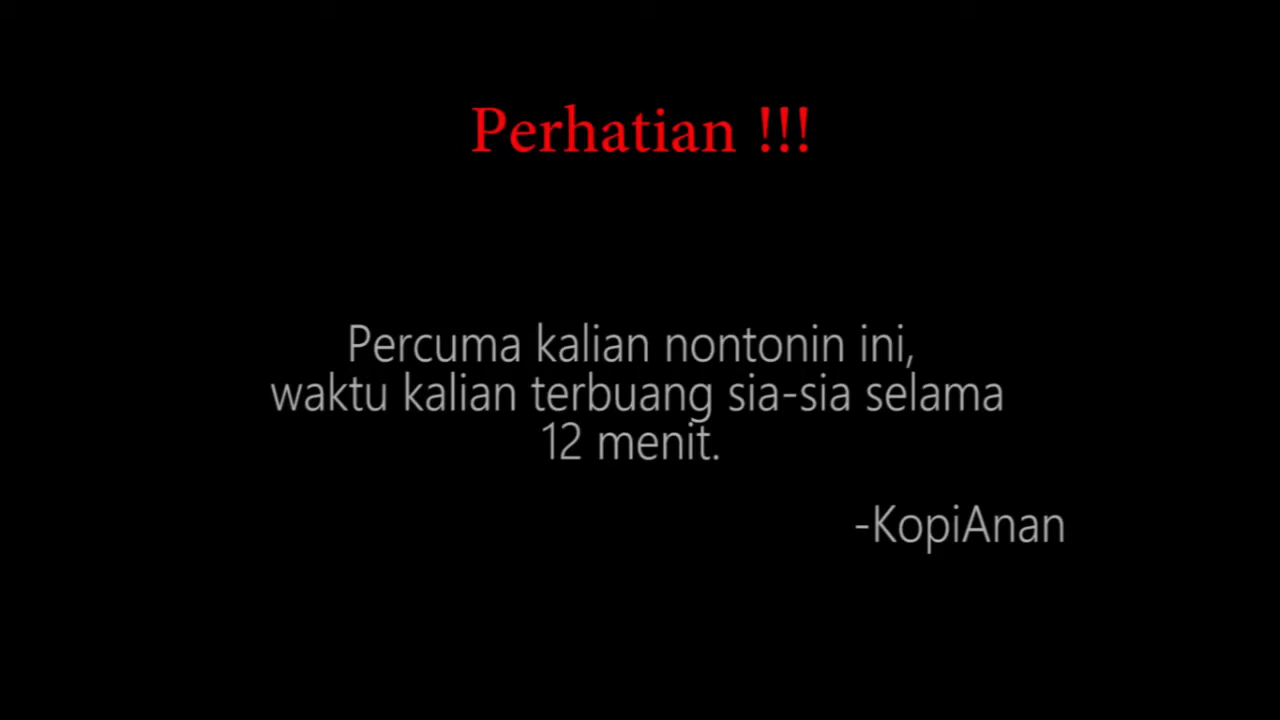 Perhatian !!!
Percuma kalian nontonin ini,
waktu kalian terbuang sia-sia selama
12 menit.
-KopiAnan